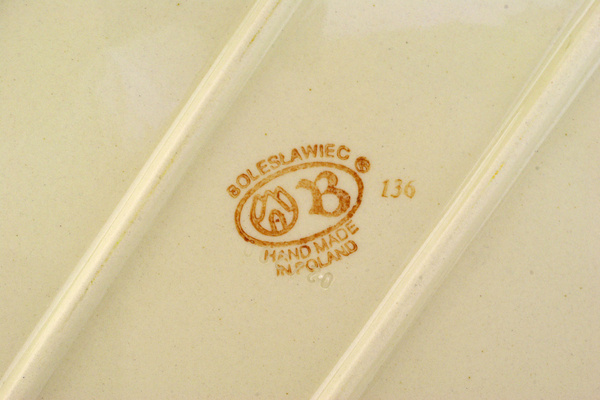 BOLESŁAWIEC ®
B
136
HAND MADE
IN POLAND